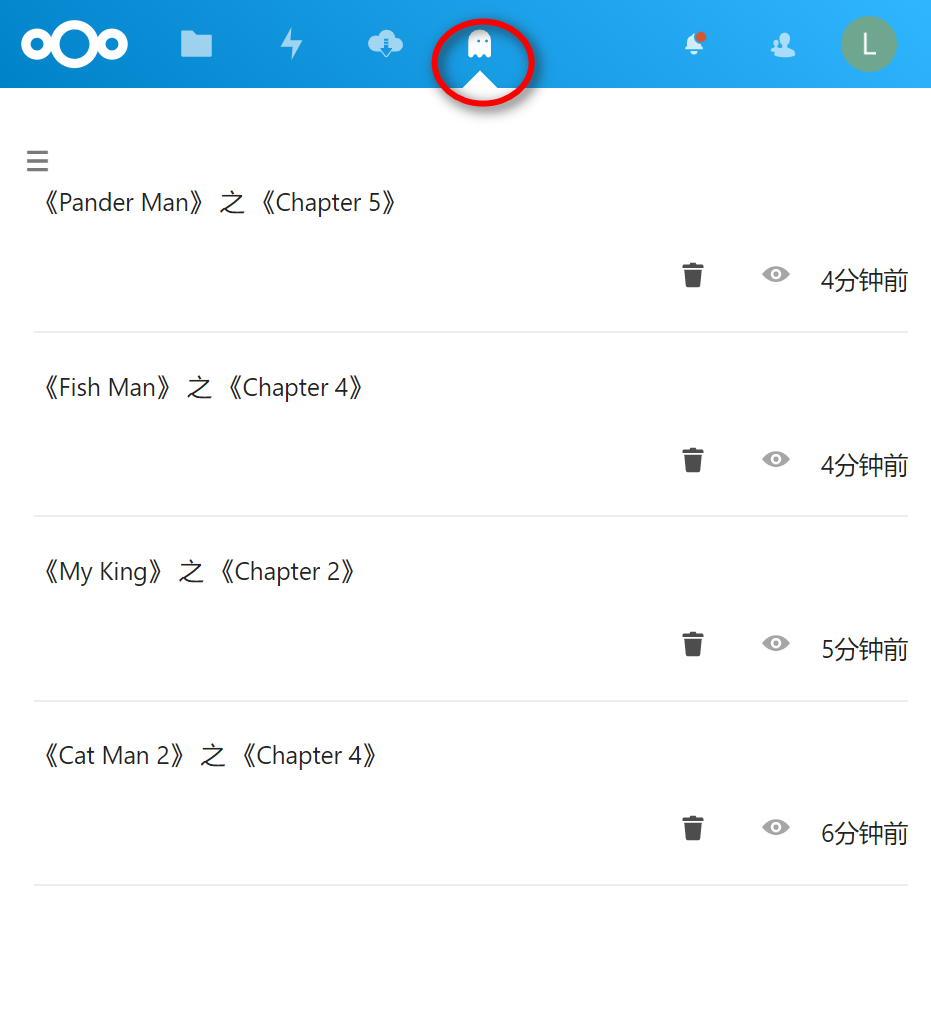 L
《Pander Man》 之 《Chapter 5》
4分钟前
《Fish Man》 之 《Chapter 4》
4分钟前
《My King》 之 《Chapter 2》
5分钟前
《Cat Man 2》 之 《Chapter 4》
6分钟前